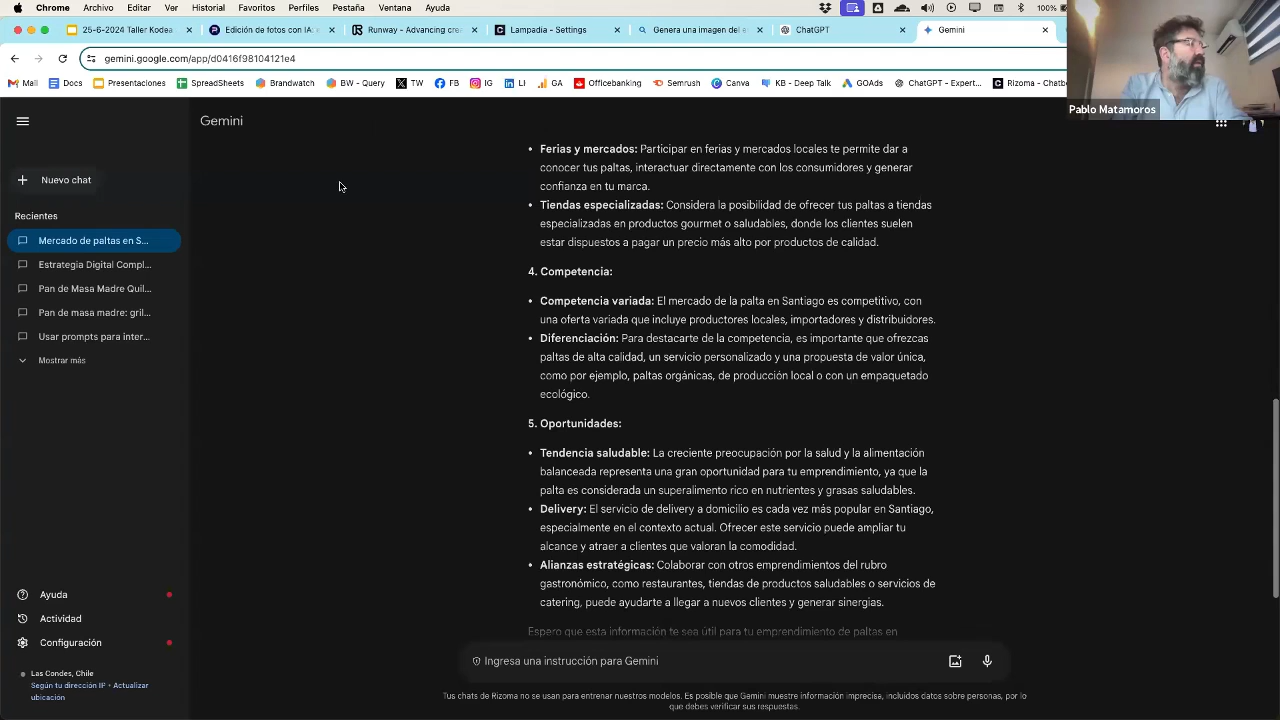 Chrome Archivo Editar Ver Historial Favoritos Perfiles Pestaña Ventana Ayuda 100%
25-6-2024 Taller Kodea
Edición de fotos con IA:
Runway - Advancing cre
Lampadia - Settings
Genera una imagen del e
ChatGPT
Gemini
gemini.google.com/app/d0416f98104121e4
Mail Docs Presentaciones SpreadSheets Brandwatch BW - Query TW FB IG LI GA Officebanking Semrush Canva KB - Deep Talk GOAds ChatGPT - Expert... Rizoma - Chatb
Pablo Matamoros
Gemini
Nuevo chat
Recientes
Mercado de paltas en S...
Estrategia Digital Compl...
Pan de Masa Madre Quil...
Pan de masa madre: gril...
Usar prompts para inter...
Mostrar más
Ayuda
Actividad
Configuración
Las Condes, Chile
Según tu dirección IP • Actualizar
ubicación
• Ferias y mercados: Participar en ferias y mercados locales te permite dar a
conocer tus paltas, interactuar directamente con los consumidores y generar
confianza en tu marca.
• Tiendas especializadas: Considera la posibilidad de ofrecer tus paltas a tiendas
especializadas en productos gourmet o saludables, donde los clientes suelen
estar dispuestos a pagar un precio más alto por productos de calidad.
4. Competencia:
• Competencia variada: El mercado de la palta en Santiago es competitivo, con
una oferta variada que incluye productores locales, importadores y distribuidores.
• Diferenciación: Para destacarte de la competencia, es importante que ofrezcas
paltas de alta calidad, un servicio personalizado y una propuesta de valor única,
como por ejemplo, paltas orgánicas, de producción local o con un empaquetado
ecológico.
5. Oportunidades:
• Tendencia saludable: La creciente preocupación por la salud y la alimentación
balanceada representa una gran oportunidad para tu emprendimiento, ya que la
palta es considerada un superalimento rico en nutrientes y grasas saludables.
• Delivery: El servicio de delivery a domicilio es cada vez más popular en Santiago,
especialmente en el contexto actual. Ofrecer este servicio puede ampliar tu
alcance y atraer a clientes que valoran la comodidad.
• Alianzas estratégicas: Colaborar con otros emprendimientos del rubro
gastronómico, como restaurantes, tiendas de productos saludables o servicios de
catering, puede ayudarte a llegar a nuevos clientes y generar sinergias.
Espero que esta información te sea útil para tu emprendimiento de paltas en
Ingresa una instrucción para Gemini
Tus chats de Rizoma no se usan para entrenar nuestros modelos. Es posible que Gemini muestre información imprecisa, incluidos datos sobre personas, por lo
que debes verificar sus respuestas.